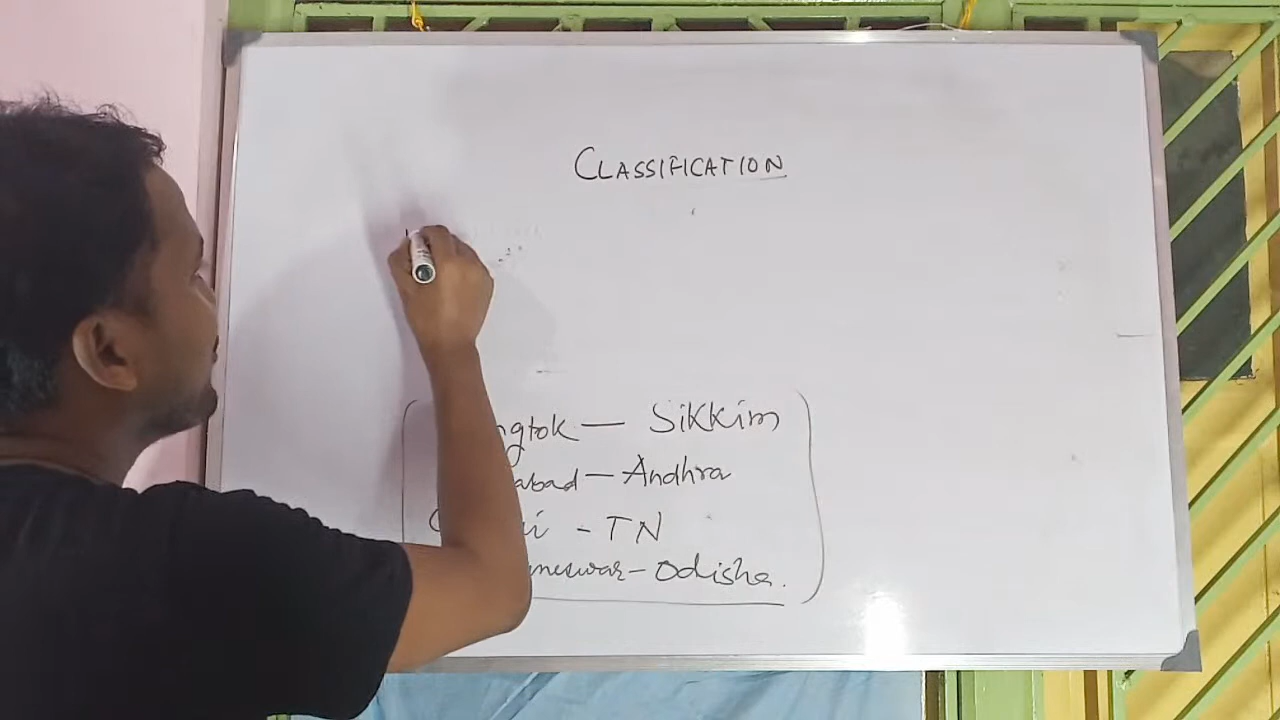 CLASSIFICATION
ngtok — Sikkim
abad — Andhra
i - TN
neswar - Odisha.